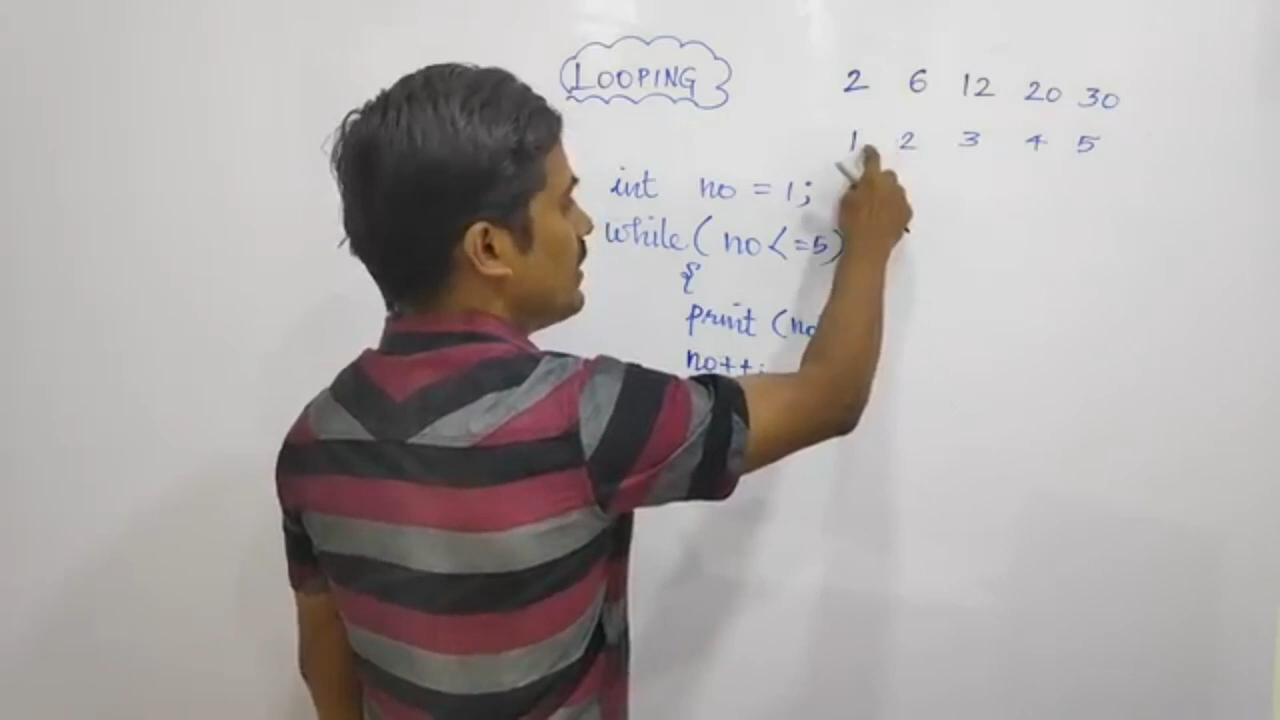 LOOPING
2 6 12 20 30
1 2 3 4 5
int no = 1;
while( no<=5)
{
print (no
no++;